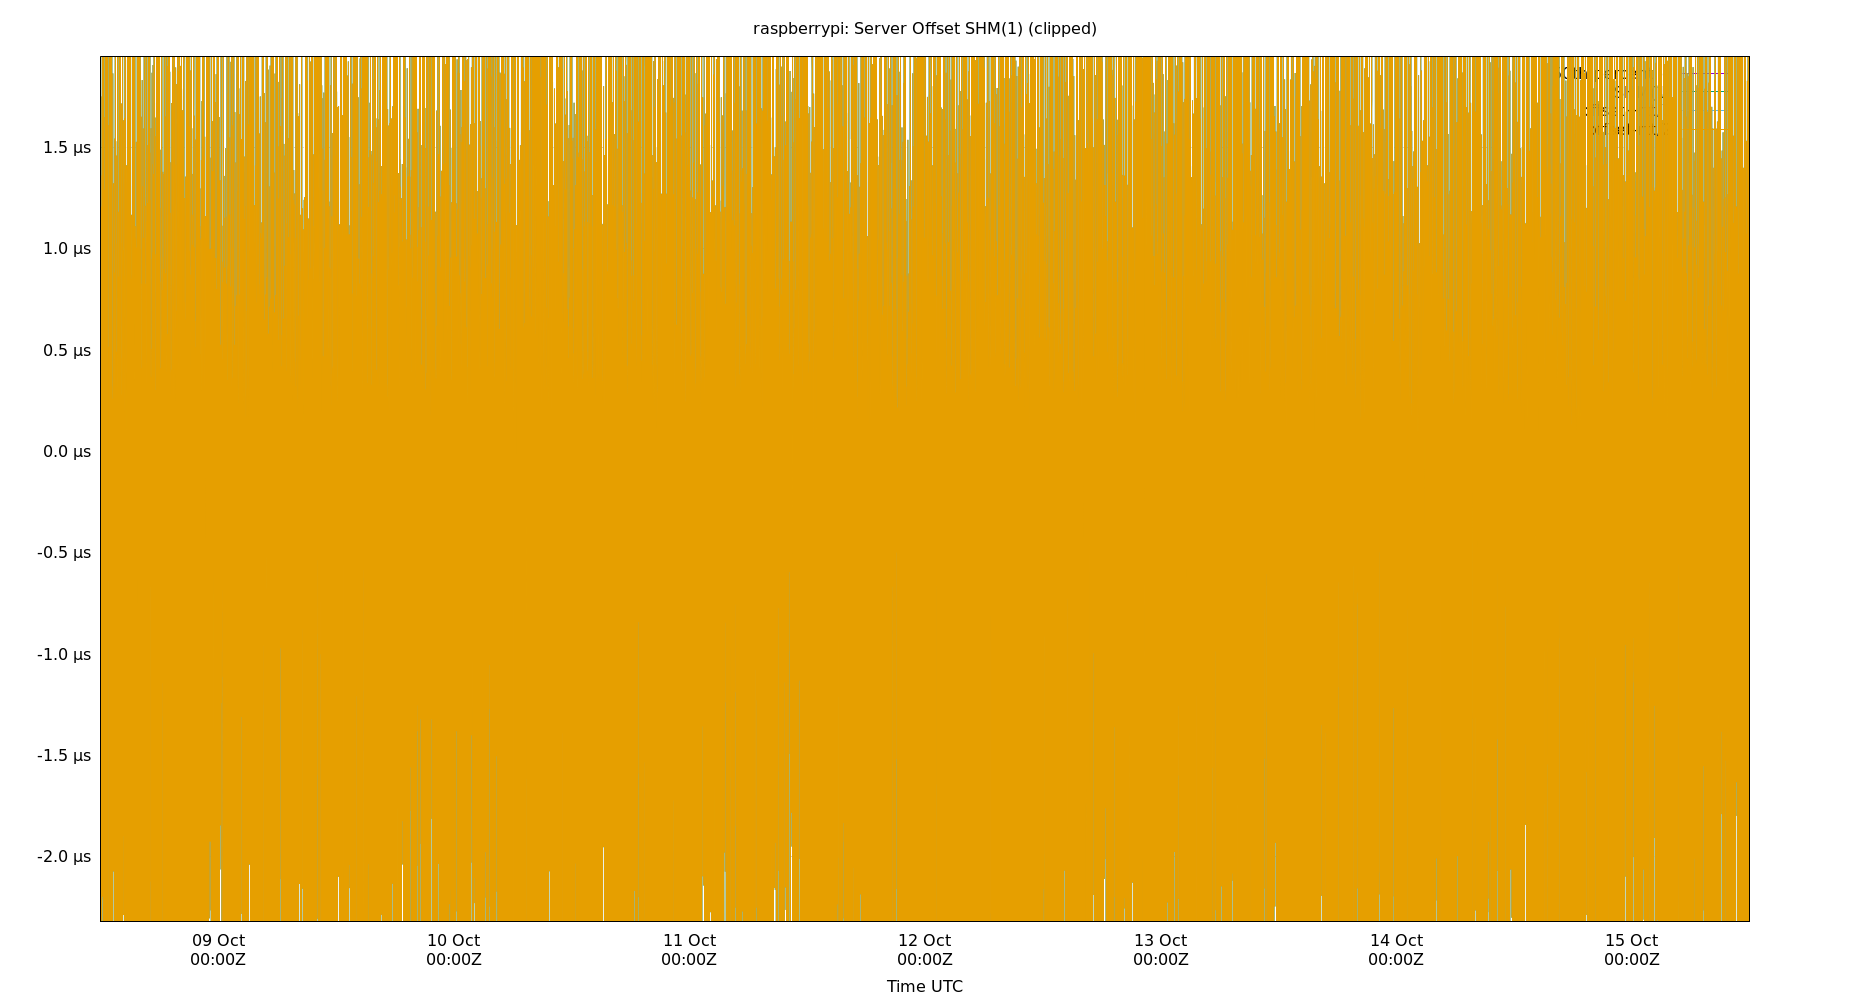 raspberrypi: Server Offset SHM(1) (clipped)
1.5 µs
1.0 µs
0.5 µs
0.0 µs
-0.5 µs
-1.0 µs
-1.5 µs
-2.0 µs
09 Oct
00:00Z
10 Oct
00:00Z
11 Oct
00:00Z
12 Oct
00:00Z
13 Oct
00:00Z
14 Oct
00:00Z
15 Oct
00:00Z
Time UTC